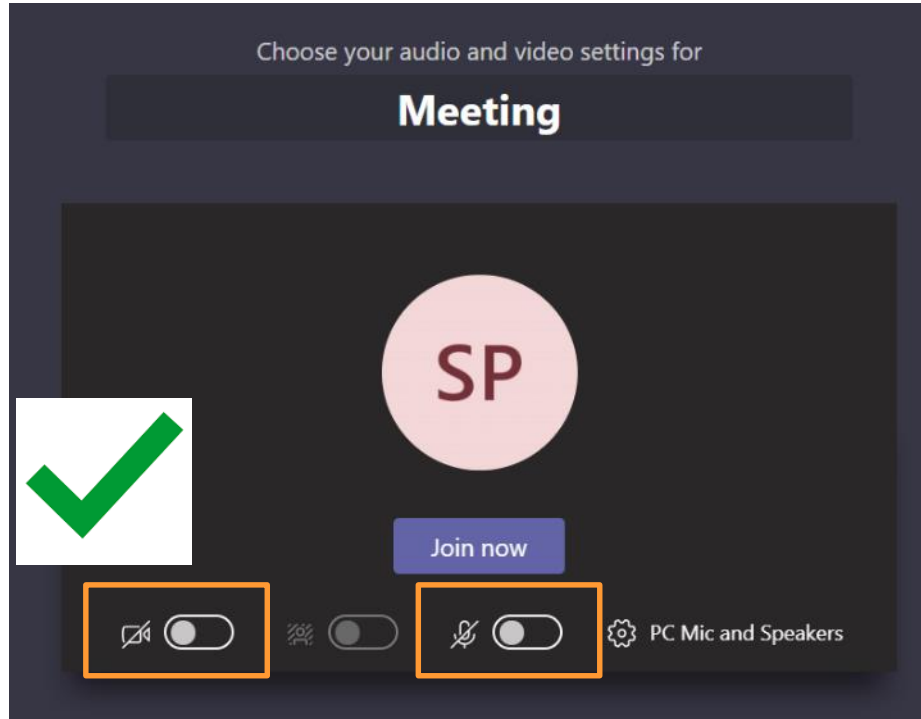 Choose your audio and video settings for
Meeting
SP
Join now
PC Mic and Speakers